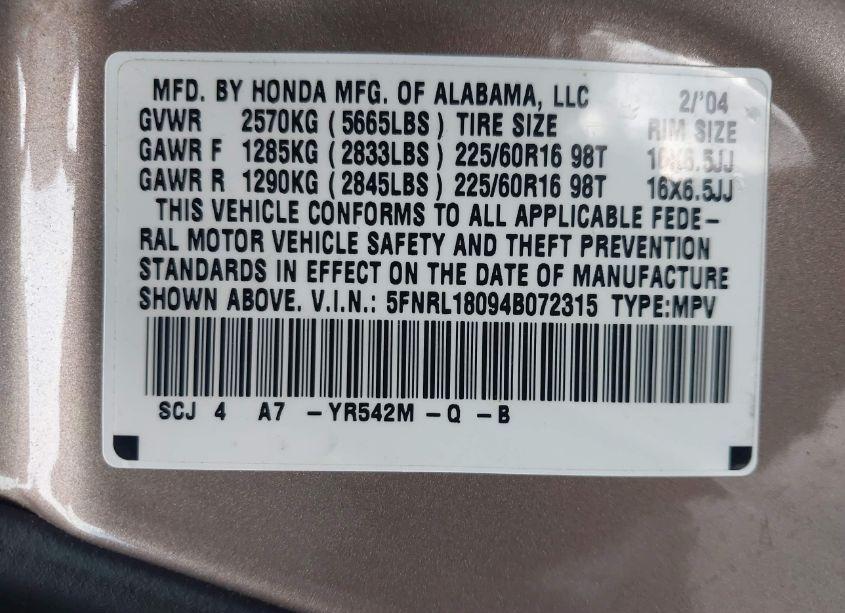 MFD. BY HONDA MFG. OF ALABAMA, LLC 2/'04
GVWR 2570KG ( 5665LBS ) TIRE SIZE RIM SIZE
GAWR F 1285KG ( 2833LBS ) 225/60R16 98T 16X6.5JJ
GAWR R 1290KG ( 2845LBS ) 225/60R16 98T 16X6.5JJ
THIS VEHICLE CONFORMS TO ALL APPLICABLE FEDE-
RAL MOTOR VEHICLE SAFETY AND THEFT PREVENTION
STANDARDS IN EFFECT ON THE DATE OF MANUFACTURE
SHOWN ABOVE. V.I.N.: 5FNRL18094B072315 TYPE:MPV
SCJ 4 A7 -YR542M -Q -B